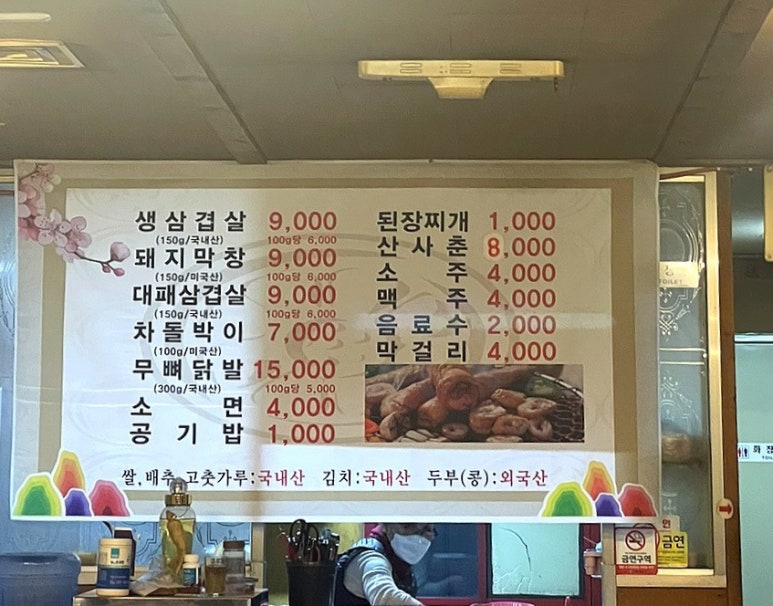 생삼겹살 9,000
(150g/국내산) 100g당 6,000
돼지막창 9,000
(150g/미국산) 100g당 6,000
대패삼겹살 9,000
(150g/국내산) 100g당 6,000
차돌박이 7,000
(100g/미국산)
무뼈닭발 15,000
(300g/국내산) 100g당 5,000
소면 4,000
공기밥 1,000
된장찌개 1,000
산사춘 8,000
소주 4,000
맥주 4,000
음료수 2,000
막걸리 4,000
쌀,배추,고춧가루:국내산 김치:국내산 두부(콩):외국산
금연
금연구역
TOILET